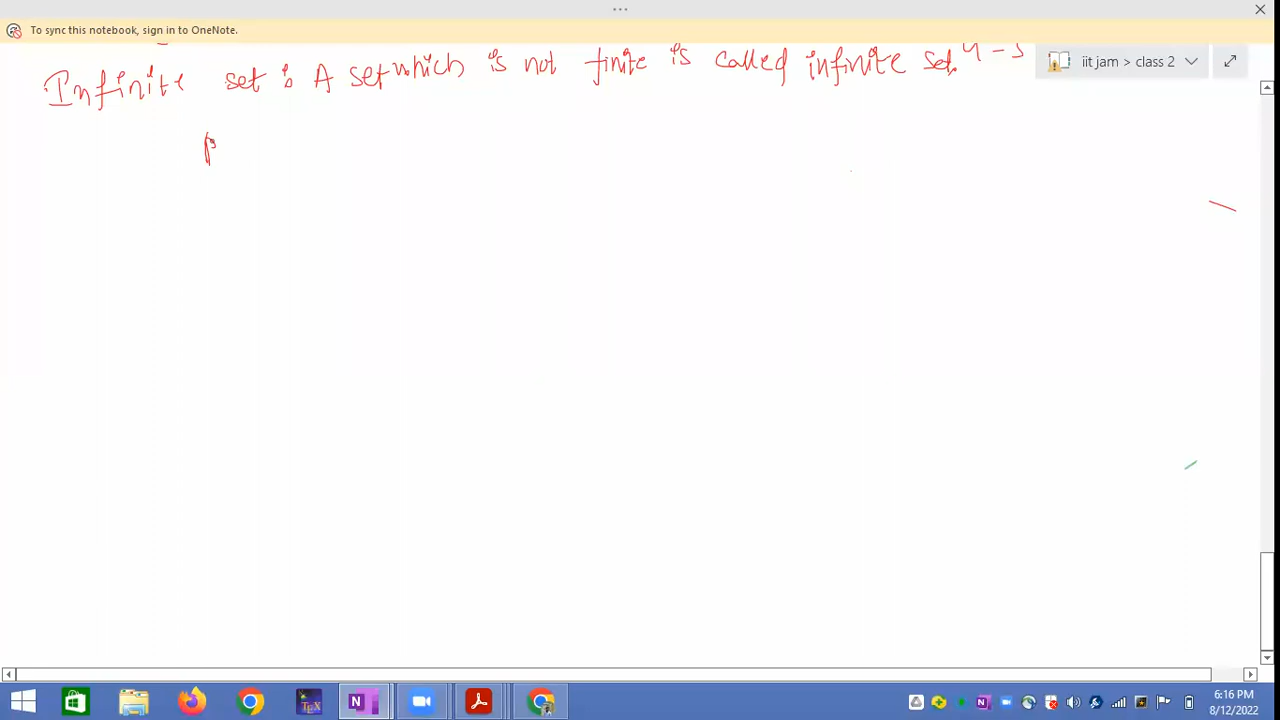 To sync this notebook, sign in to OneNote.
iit jam > class 2
Infinite set : A set which is not finite is called infinite set.
6:16 PM
8/12/2022